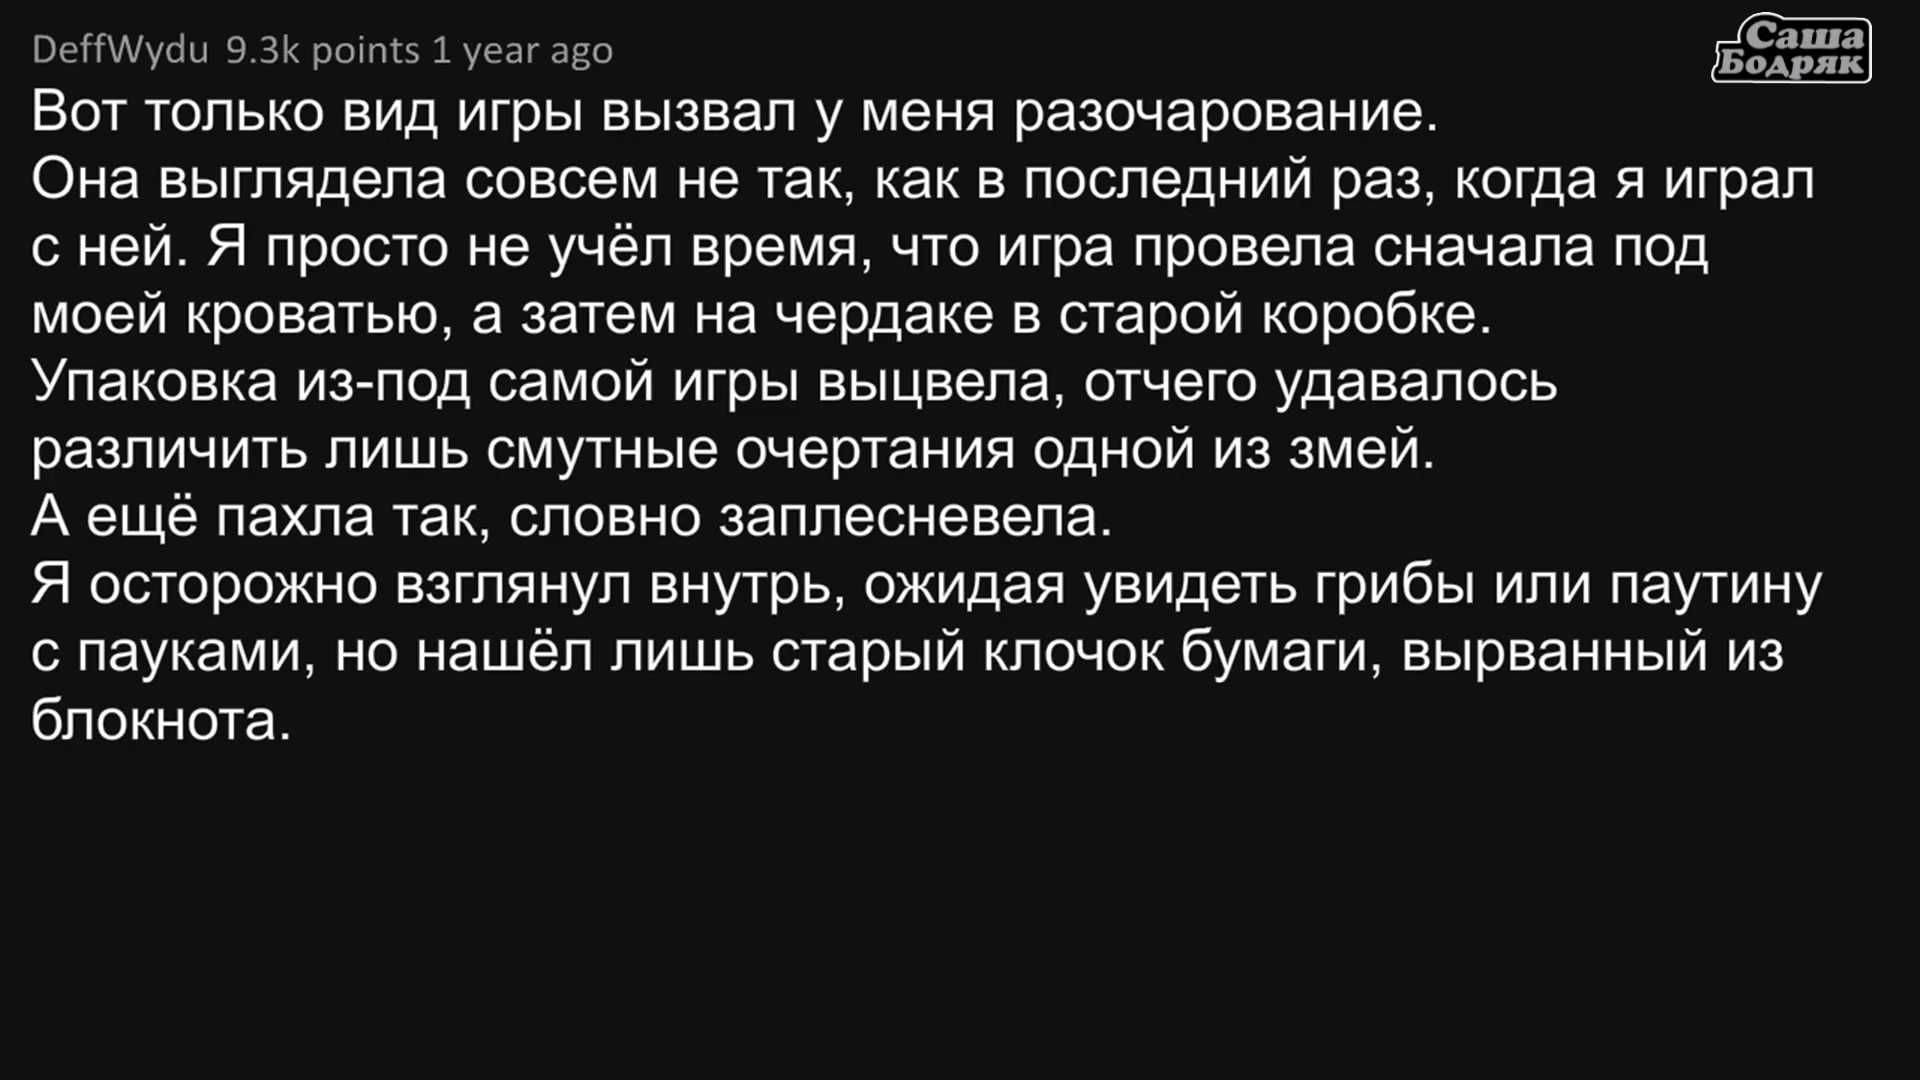 DeffWydu 9.3k points 1 year ago
Саша
Бодряк
Вот только вид игры вызвал у меня разочарование.
Она выглядела совсем не так, как в последний раз, когда я играл
с ней. Я просто не учёл время, что игра провела сначала под
моей кроватью, а затем на чердаке в старой коробке.
Упаковка из-под самой игры выцвела, отчего удавалось
различить лишь смутные очертания одной из змей.
А ещё пахла так, словно заплесневела.
Я осторожно взглянул внутрь, ожидая увидеть грибы или паутину
с пауками, но нашёл лишь старый клочок бумаги, вырванный из
блокнота.